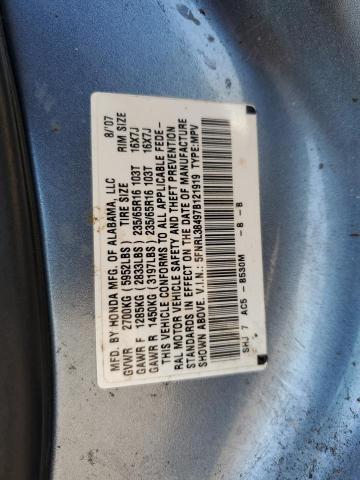 MFD. BY HONDA MFG. OF ALABAMA, LLC 8/'07
GVWR 2700KG (5952LBS) TIRE SIZE RIM SIZE
GAWR F 1285KG (2833LBS) 235/65R16 103T 16X7J
GAWR R 1450KG (3197LBS) 235/65R16 103T 16X7J
THIS VEHICLE CONFORMS TO ALL APPLICABLE FEDE-
RAL MOTOR VEHICLE SAFETY AND THEFT PREVENTION
STANDARDS IN EFFECT ON THE DATE OF MANUFACTURE
SHOWN ABOVE. V.I.N.: 5FNRL38497B121919 TYPE:MPV
SHJ 7 AC5 -B530M -B -B